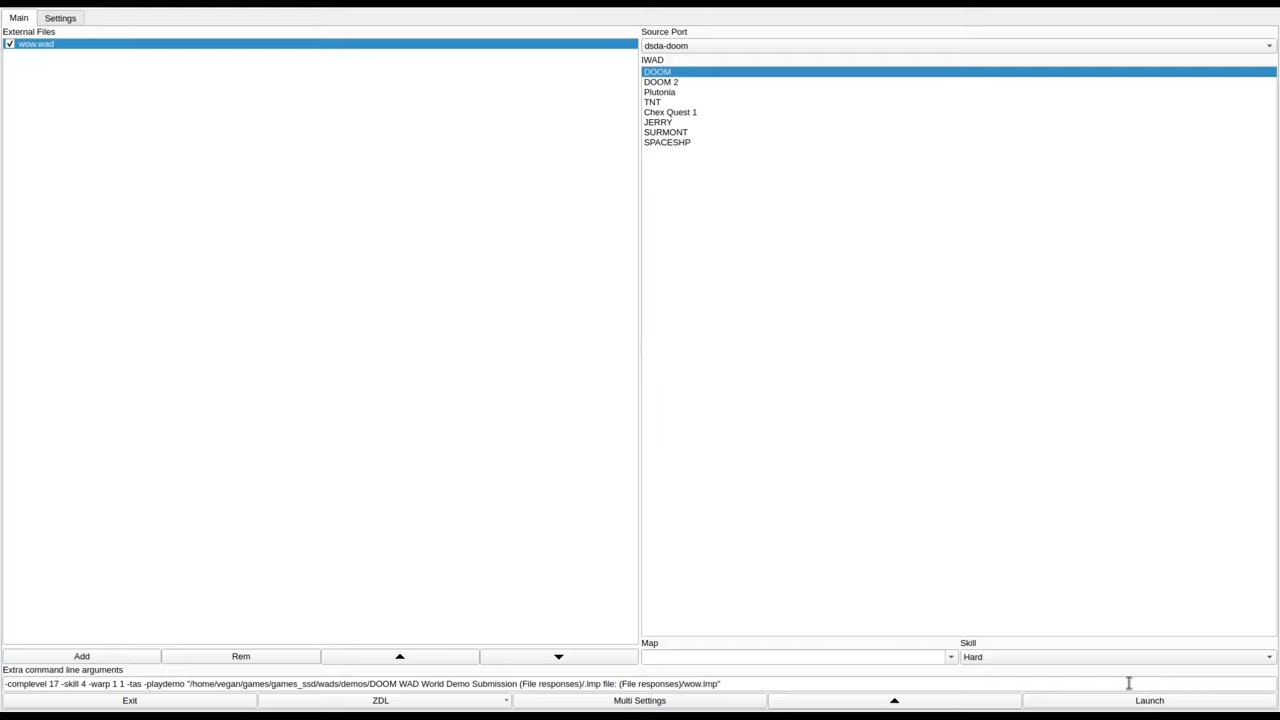 Main Settings
External Files
wow.wad
Source Port
dsda-doom
IWAD
DOOM
DOOM 2
Plutonia
TNT
Chex Quest 1
JERRY
SURMONT
SPACESHP
Map Skill
Hard
Add Rem
Extra command line arguments
-complevel 17 -skill 4 -warp 1 1 -tas -playdemo "/home/vegan/games/games_ssd/wads/demos/DOOM WAD World Demo Submission (File responses)/.lmp file: (File responses)/wow.lmp"
Exit ZDL Multi Settings Launch